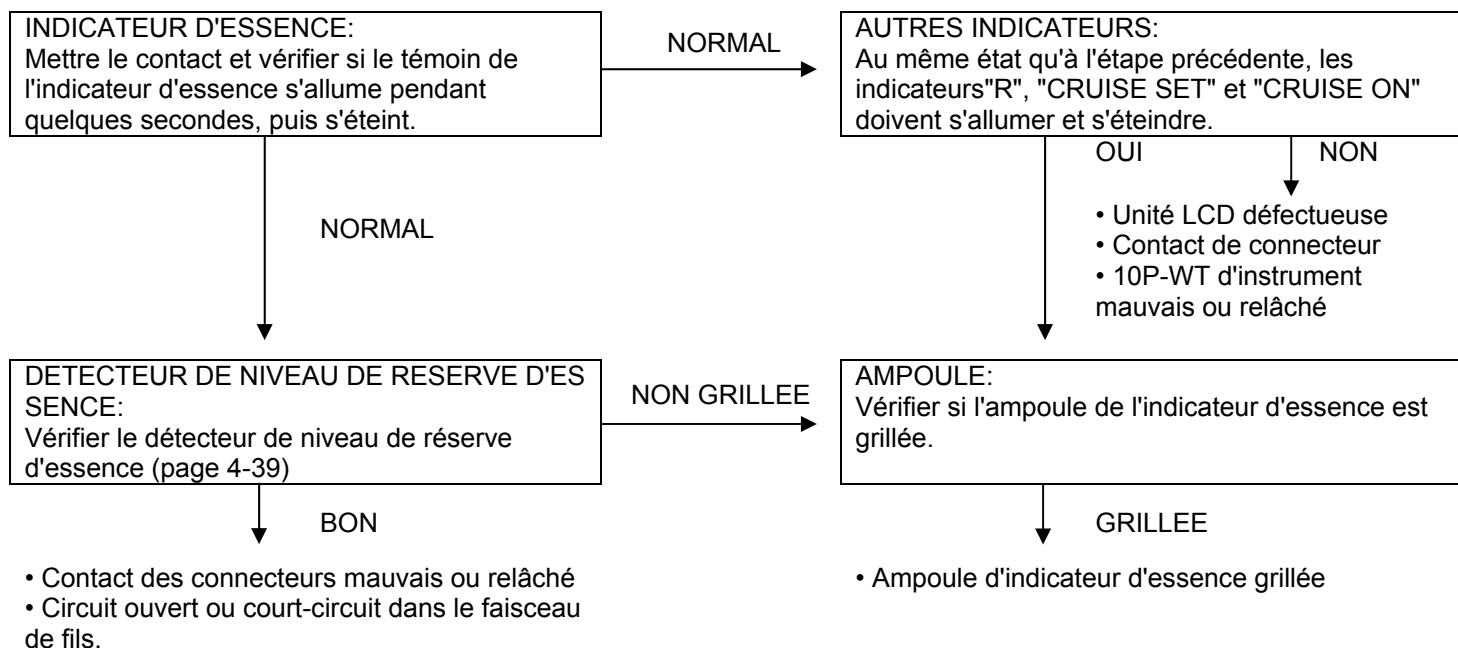 INDICATEUR D'ESSENCE:
Mettre le contact et vérifier si le témoin de
l'indicateur d'essence s'allume pendant
quelques secondes, puis s'éteint.
NORMAL
AUTRES INDICATEURS:
Au même état qu'à l'étape précédente, les
indicateurs"R", "CRUISE SET" et "CRUISE ON"
doivent s'allumer et s'éteindre.
OUI
NON
• Unité LCD défectueuse
• Contact de connecteur
• 10P-WT d'instrument
mauvais ou relâché
NORMAL
DETECTEUR DE NIVEAU DE RESERVE D'ES
SENCE:
Vérifier le détecteur de niveau de réserve
d'essence (page 4-39)
NON GRILLEE
AMPOULE:
Vérifier si l'ampoule de l'indicateur d'essence est
grillée.
BON
GRILLEE
• Contact des connecteurs mauvais ou relâché
• Circuit ouvert ou court-circuit dans le faisceau
de fils.
• Ampoule d'indicateur d'essence grillée